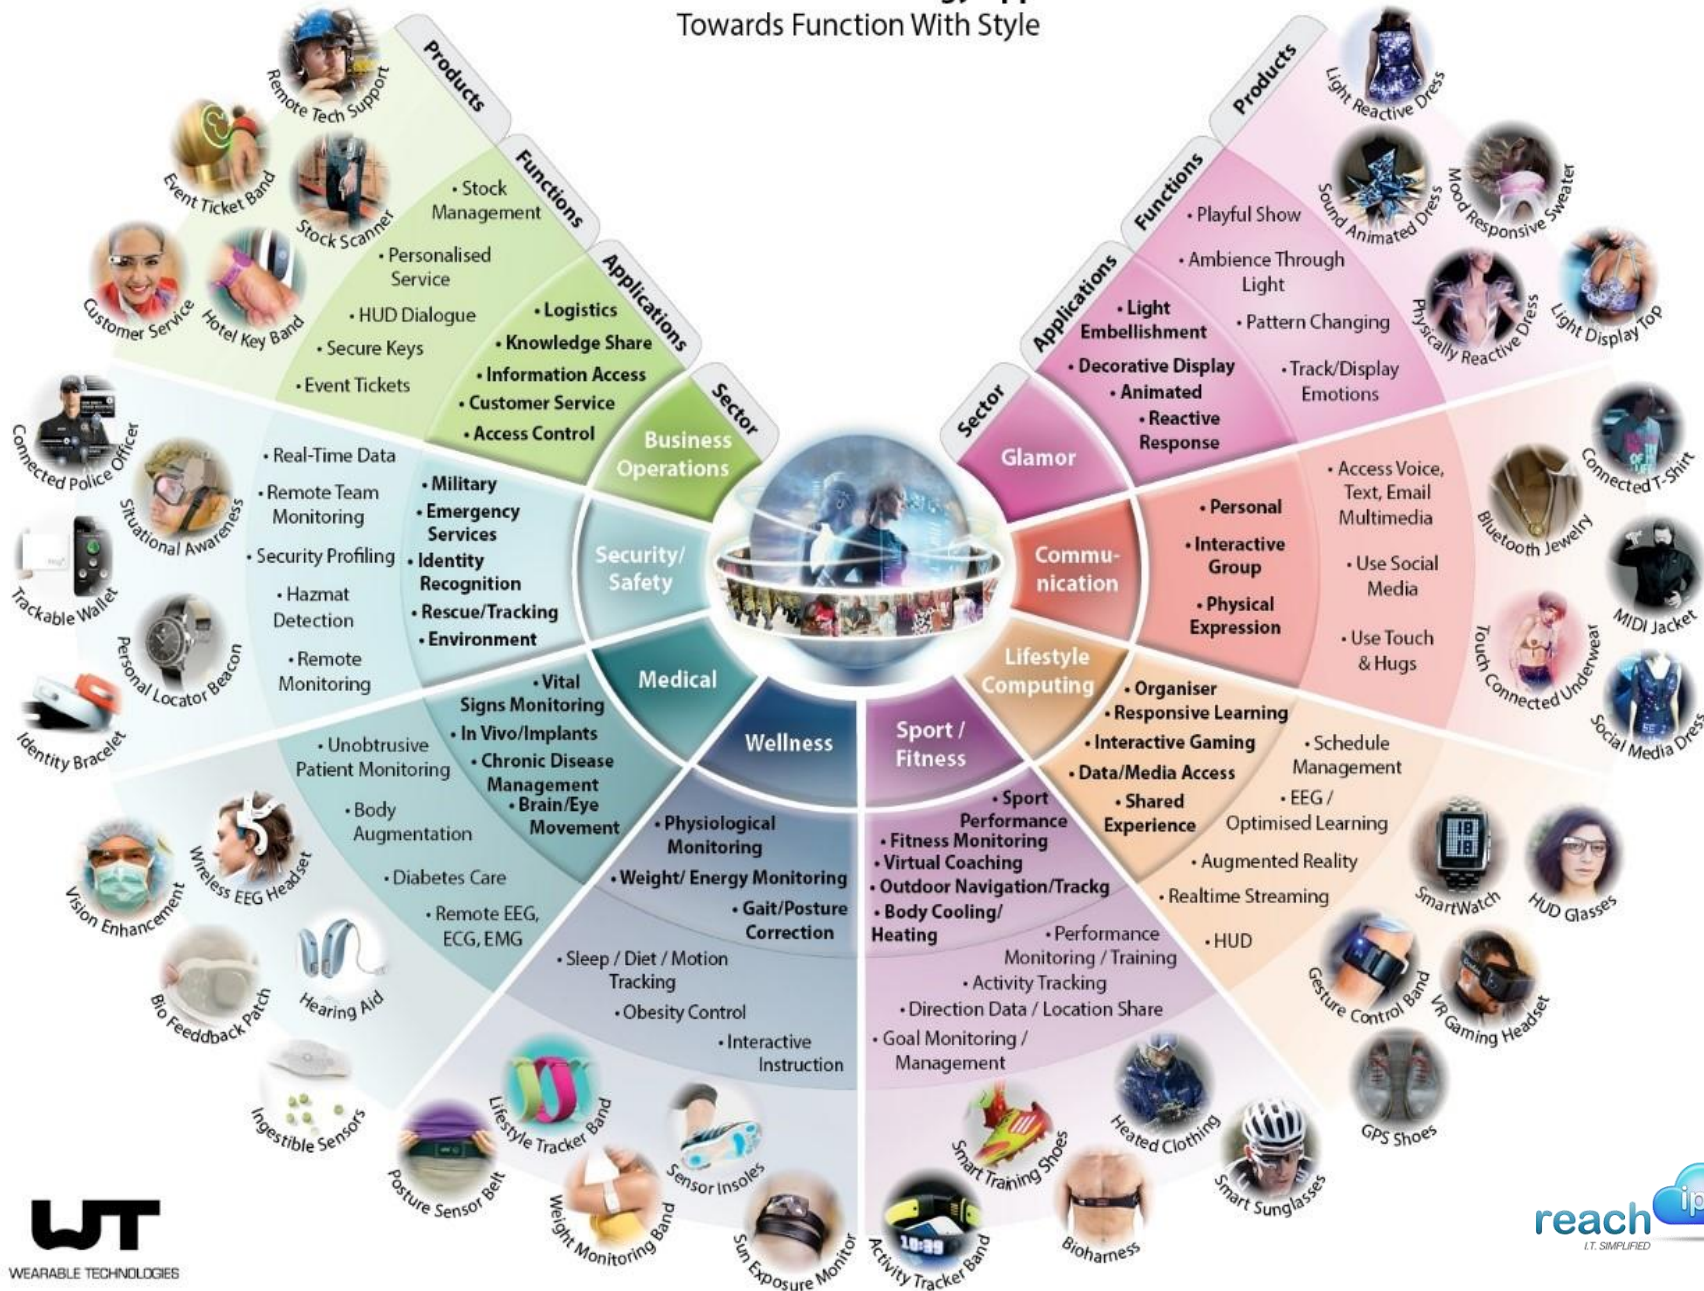 Towards Function With Style
Products
Functions
Applications
Sector
Remote Tech Support
Event Ticket Band
Stock Scanner
Customer Service
Hotel Key Band
• Stock
Management
• Personalised
Service
• HUD Dialogue
• Secure Keys
• Event Tickets
• Logistics
• Knowledge Share
• Information Access
• Customer Service
• Access Control
Business
Operations
Connected Police Officer
Situational Awareness
Trackable Wallet
Personal Locator Beacon
Identity Bracelet
• Real-Time Data
• Remote Team
Monitoring
• Security Profiling
• Hazmat
Detection
• Remote
Monitoring
• Military
• Emergency
Services
• Identity
Recognition
• Rescue/Tracking
• Environment
Security/
Safety
Vision Enhancement
Wireless EEG Headset
Bio Feeddback Patch
Hearing Aid
Ingestible Sensors
• Unobtrusive
Patient Monitoring
• Body
Augmentation
• Diabetes Care
• Remote EEG,
ECG, EMG
• Vital
Signs Monitoring
• In Vivo/Implants
• Chronic Disease
Management
• Brain/Eye
Movement
Medical
Wellness
• Physiological
Monitoring
• Weight/ Energy Monitoring
• Gait/Posture
Correction
• Sleep / Diet / Motion
Tracking
• Obesity Control
• Interactive
Instruction
Posture Sensor Belt
Lifestyle Tracker Band
Weight Monitoring Band
Sensor Insoles
Sun Exposure Monitor
Sport /
Fitness
• Sport
Performance
• Fitness Monitoring
• Virtual Coaching
• Outdoor Navigation/Trackg
• Body Cooling/
Heating
• Performance
Monitoring / Training
• Activity Tracking
• Direction Data / Location Share
• Goal Monitoring /
Management
Activity Tracker Band
10:39
Smart Training Shoes
Bioharness
Heated Clothing
Smart Sunglasses
Lifestyle
Computing
• Organiser
• Responsive Learning
• Interactive Gaming
• Data/Media Access
• Shared
Experience
• Schedule
Management
• EEG /
Optimised Learning
• Augmented Reality
• Realtime Streaming
• HUD
SmartWatch
HUD Glasses
Gesture Control Band
VR Gaming Headset
GPS Shoes
Commu-
nication
• Personal
• Interactive
Group
• Physical
Expression
• Access Voice,
Text, Email
Multimedia
• Use Social
Media
• Use Touch
& Hugs
Connected T-Shirt
Bluetooth Jewelry
MIDI Jacket
Touch Connected Underwear
Social Media Dress
Glamor
• Light
Embellishment
• Decorative Display
• Animated
• Reactive
Response
• Playful Show
• Ambience Through
Light
• Pattern Changing
• Track/Display
Emotions
Light Reactive Dress
Sound Animated Dress
Mood Responsive Sweater
Physically Reactive Dress
Light Display Top
Products
Functions
Applications
Sector
WT
WEARABLE TECHNOLOGIES
reach ip
I.T. SIMPLIFIED